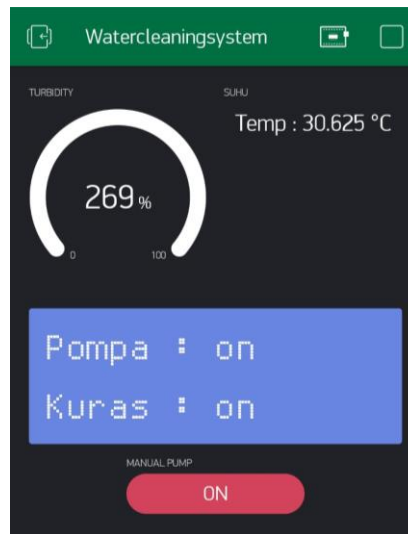 Watercleaningsystem
TURBIDITY
SUHU
Temp : 30.625 °C
269 %
0 100
Pompa : on
Kuras : on
MANUAL PUMP
ON